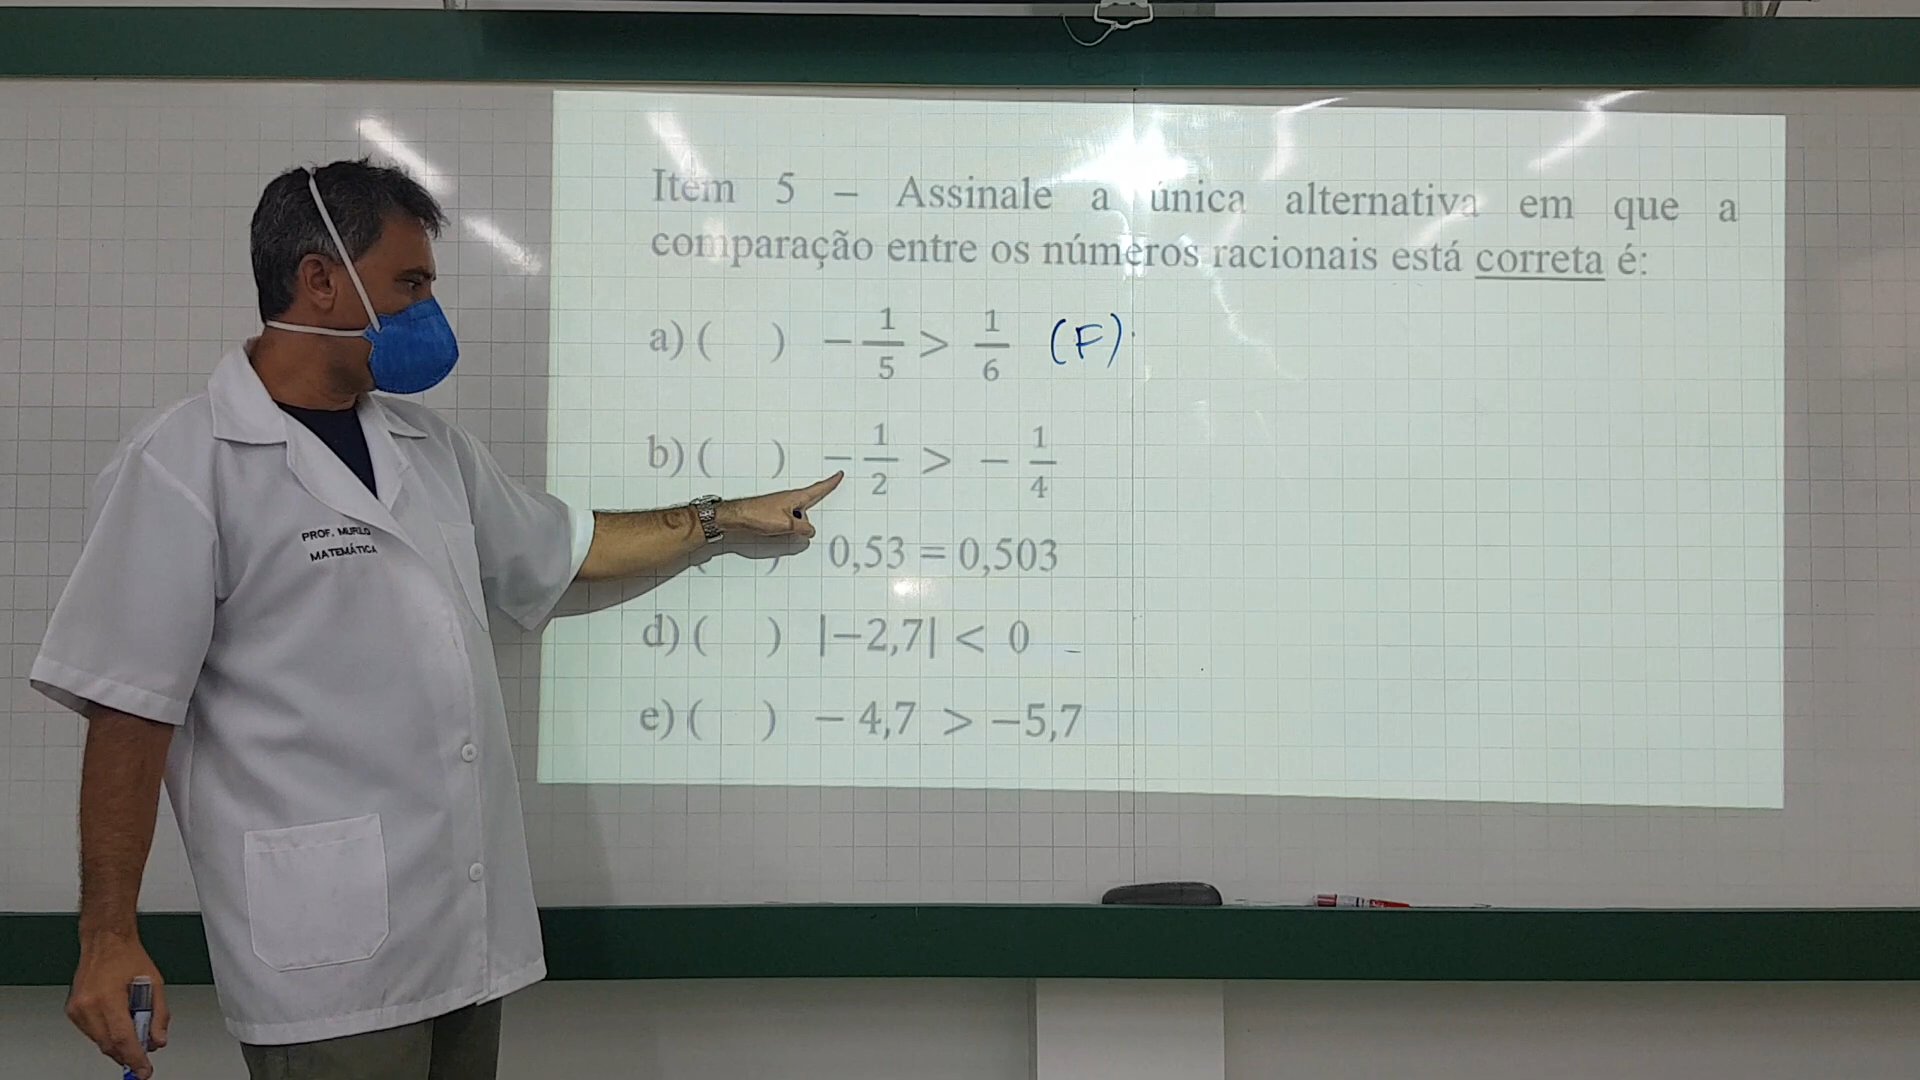 Item 5 – Assinale a única alternativa em que a
comparação entre os números racionais está correta é:
a) ( ) −1/5 > 1/6 (F)
b) ( ) −1/2 > −1/4
( ) 0,53 = 0,503
d) ( ) |−2,7| < 0
e) ( ) −4,7 > −5,7
PROF. MURILO
MATEMÁTICA